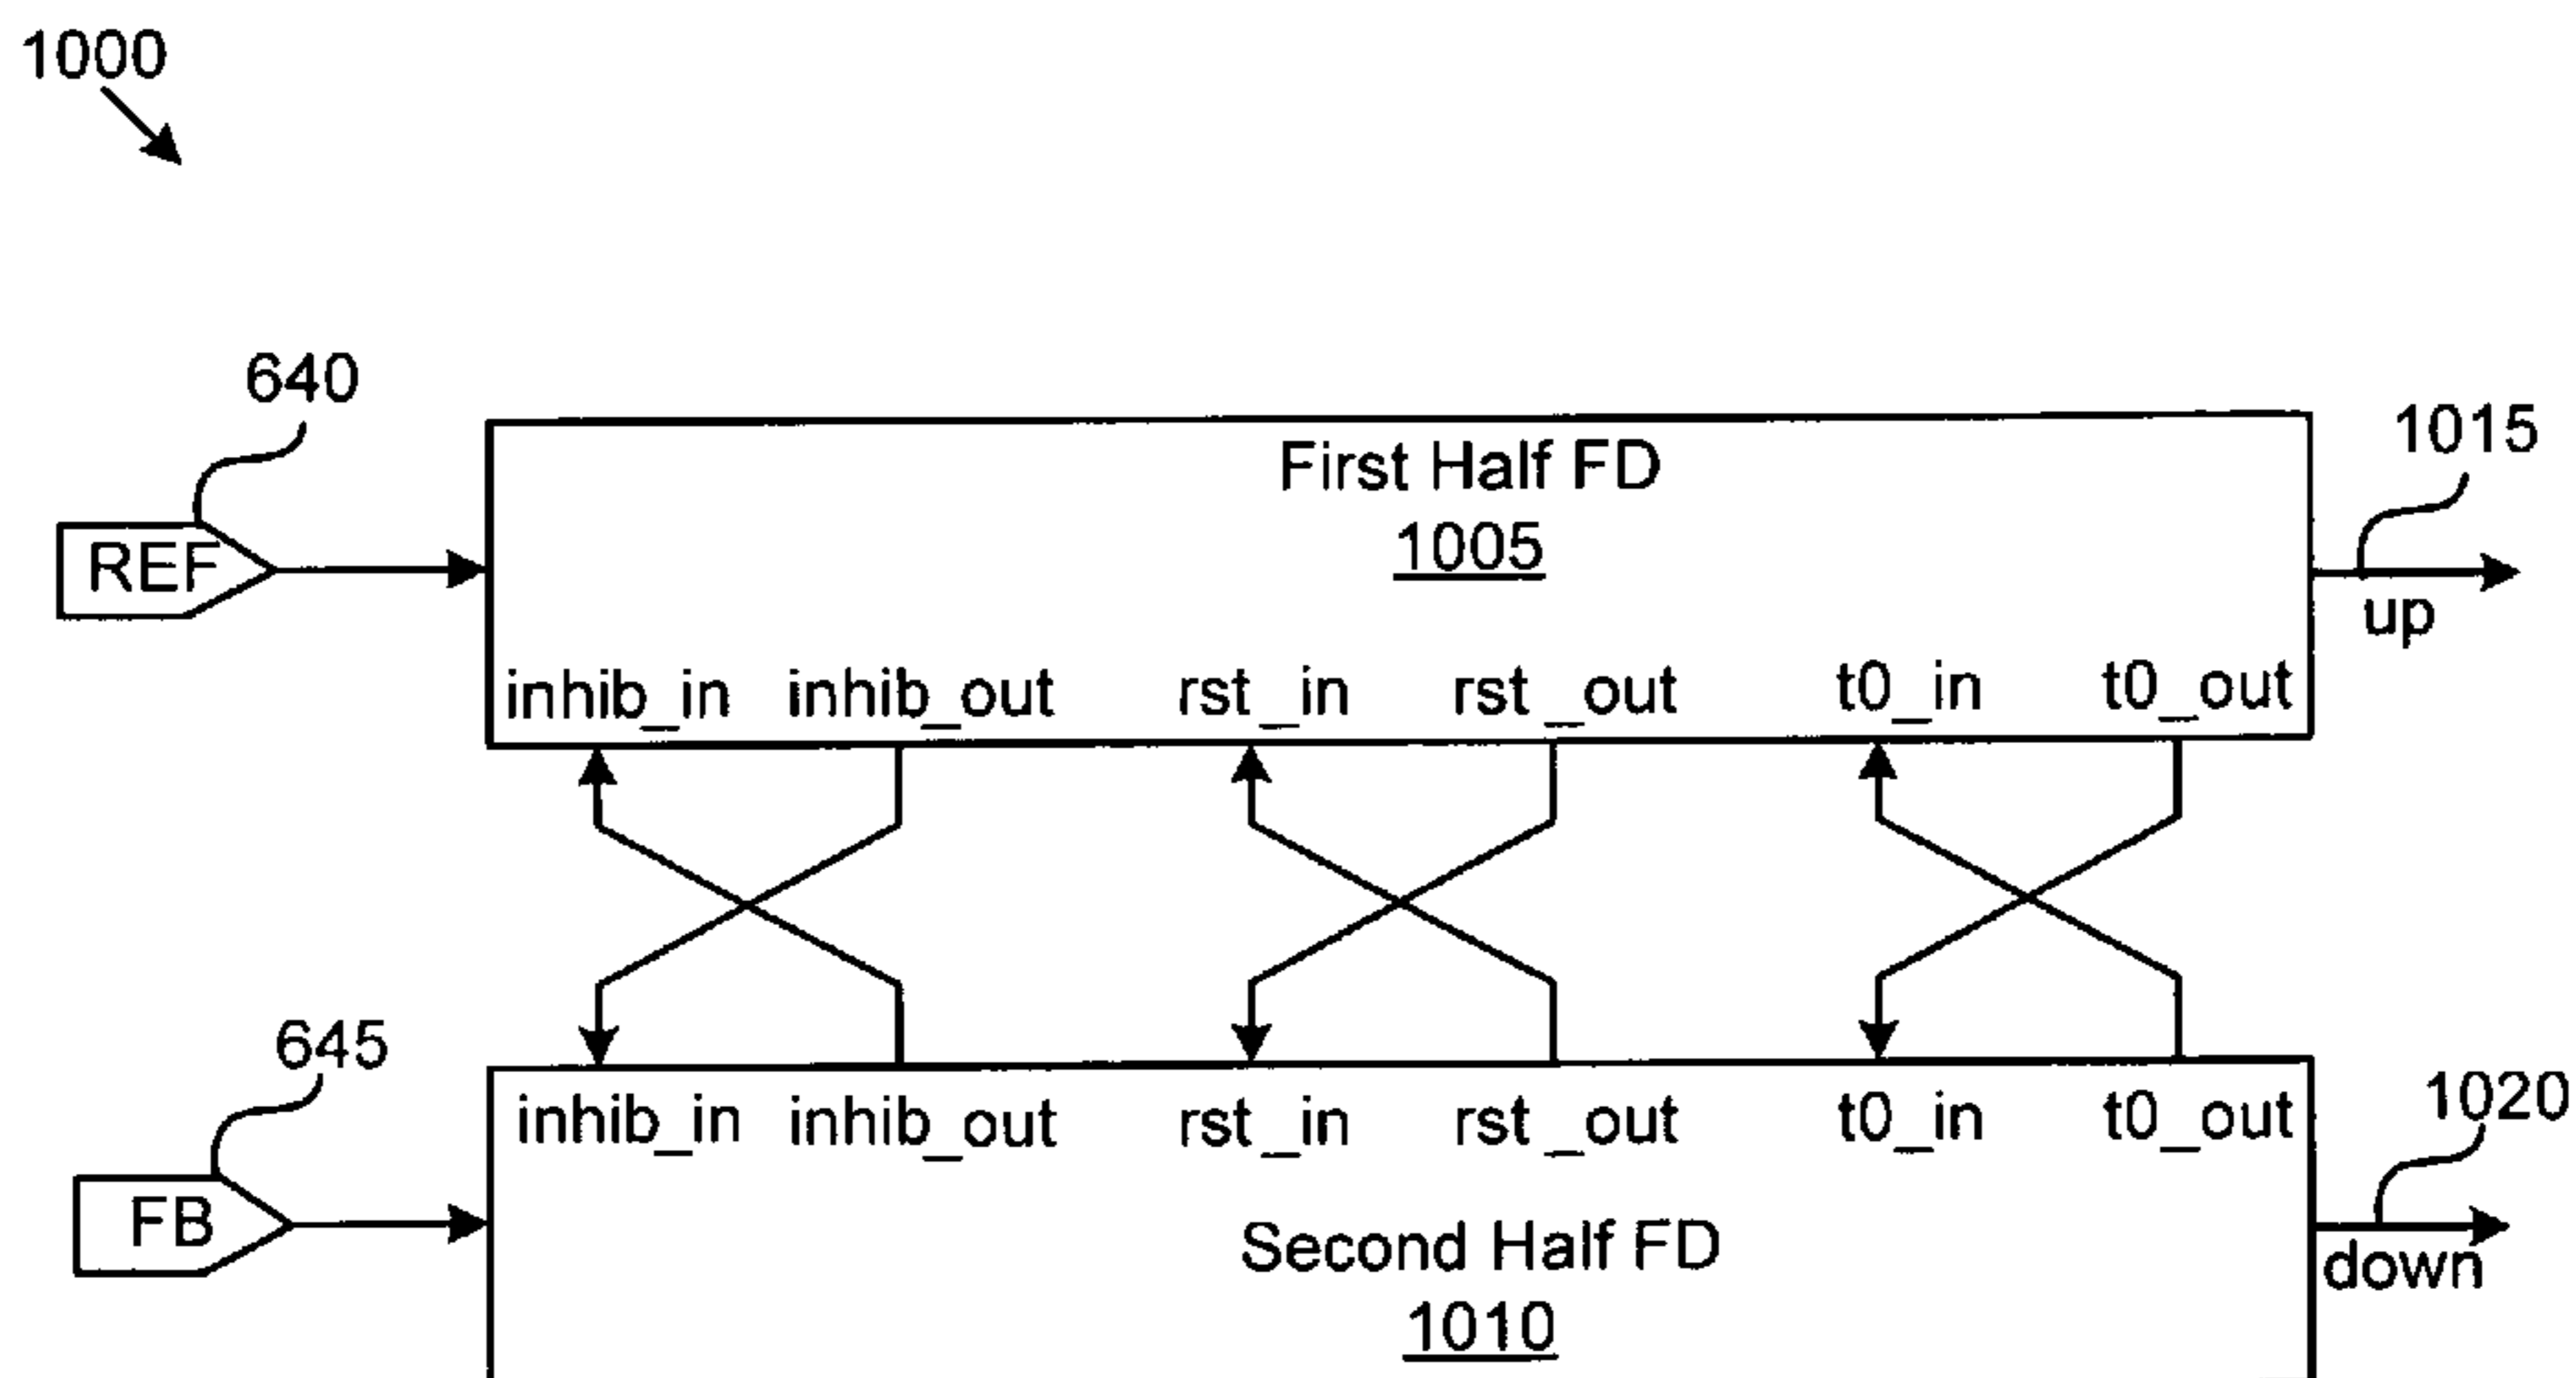 1000
640
1015
First Half FD
1005
REF
up
inhib_in inhib_out rst_in rst_out t0_in t0_out
645
1020
inhib_in inhib_out rst_in rst_out t0_in t0_out
FB
Second Half FD
down
1010